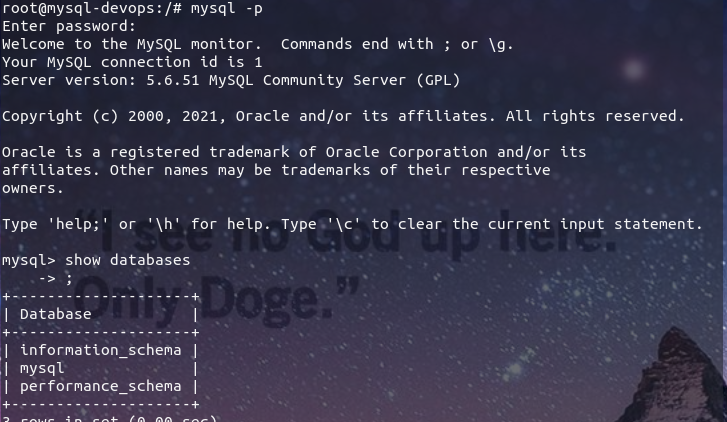 root@mysql-devops:/# mysql -p
Enter password:
Welcome to the MySQL monitor.  Commands end with ; or \g.
Your MySQL connection id is 1
Server version: 5.6.51 MySQL Community Server (GPL)
Copyright (c) 2000, 2021, Oracle and/or its affiliates. All rights reserved.
Oracle is a registered trademark of Oracle Corporation and/or its
affiliates. Other names may be trademarks of their respective
owners.
Type 'help;' or '\h' for help. Type '\c' to clear the current input statement.
“I see no God up here.
mysql> show databases
    -> ;
Only Doge.”
+--------------------+
| Database           |
+--------------------+
| information_schema |
| mysql              |
| performance_schema |
+--------------------+
3 rows in set (0.00 sec)